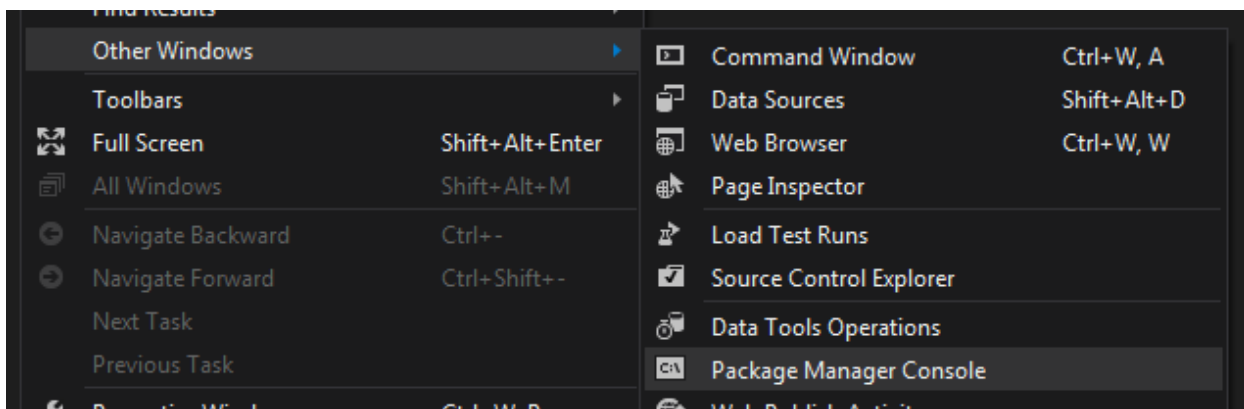 Find Results
Other Windows
Toolbars
Full Screen Shift+Alt+Enter
All Windows Shift+Alt+M
Navigate Backward Ctrl+-
Navigate Forward Ctrl+Shift+-
Next Task
Previous Task
Command Window Ctrl+W, A
Data Sources Shift+Alt+D
Web Browser Ctrl+W, W
Page Inspector
Load Test Runs
Source Control Explorer
Data Tools Operations
C:\ Package Manager Console